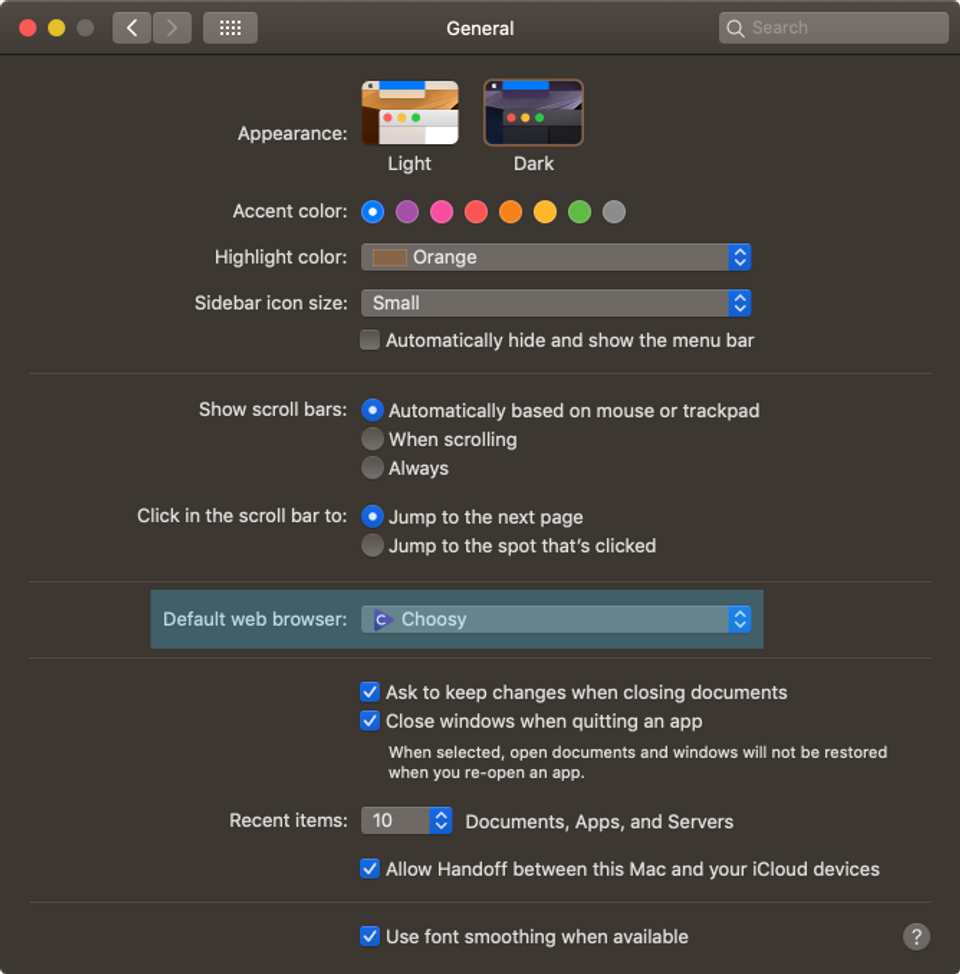 General
Search
Appearance:
Light
Dark
Accent color:
Highlight color: Orange
Sidebar icon size: Small
Automatically hide and show the menu bar
Show scroll bars: Automatically based on mouse or trackpad
When scrolling
Always
Click in the scroll bar to: Jump to the next page
Jump to the spot that's clicked
Default web browser: C Choosy
Ask to keep changes when closing documents
Close windows when quitting an app
When selected, open documents and windows will not be restored
when you re-open an app.
Recent items: 10 Documents, Apps, and Servers
Allow Handoff between this Mac and your iCloud devices
Use font smoothing when available
?